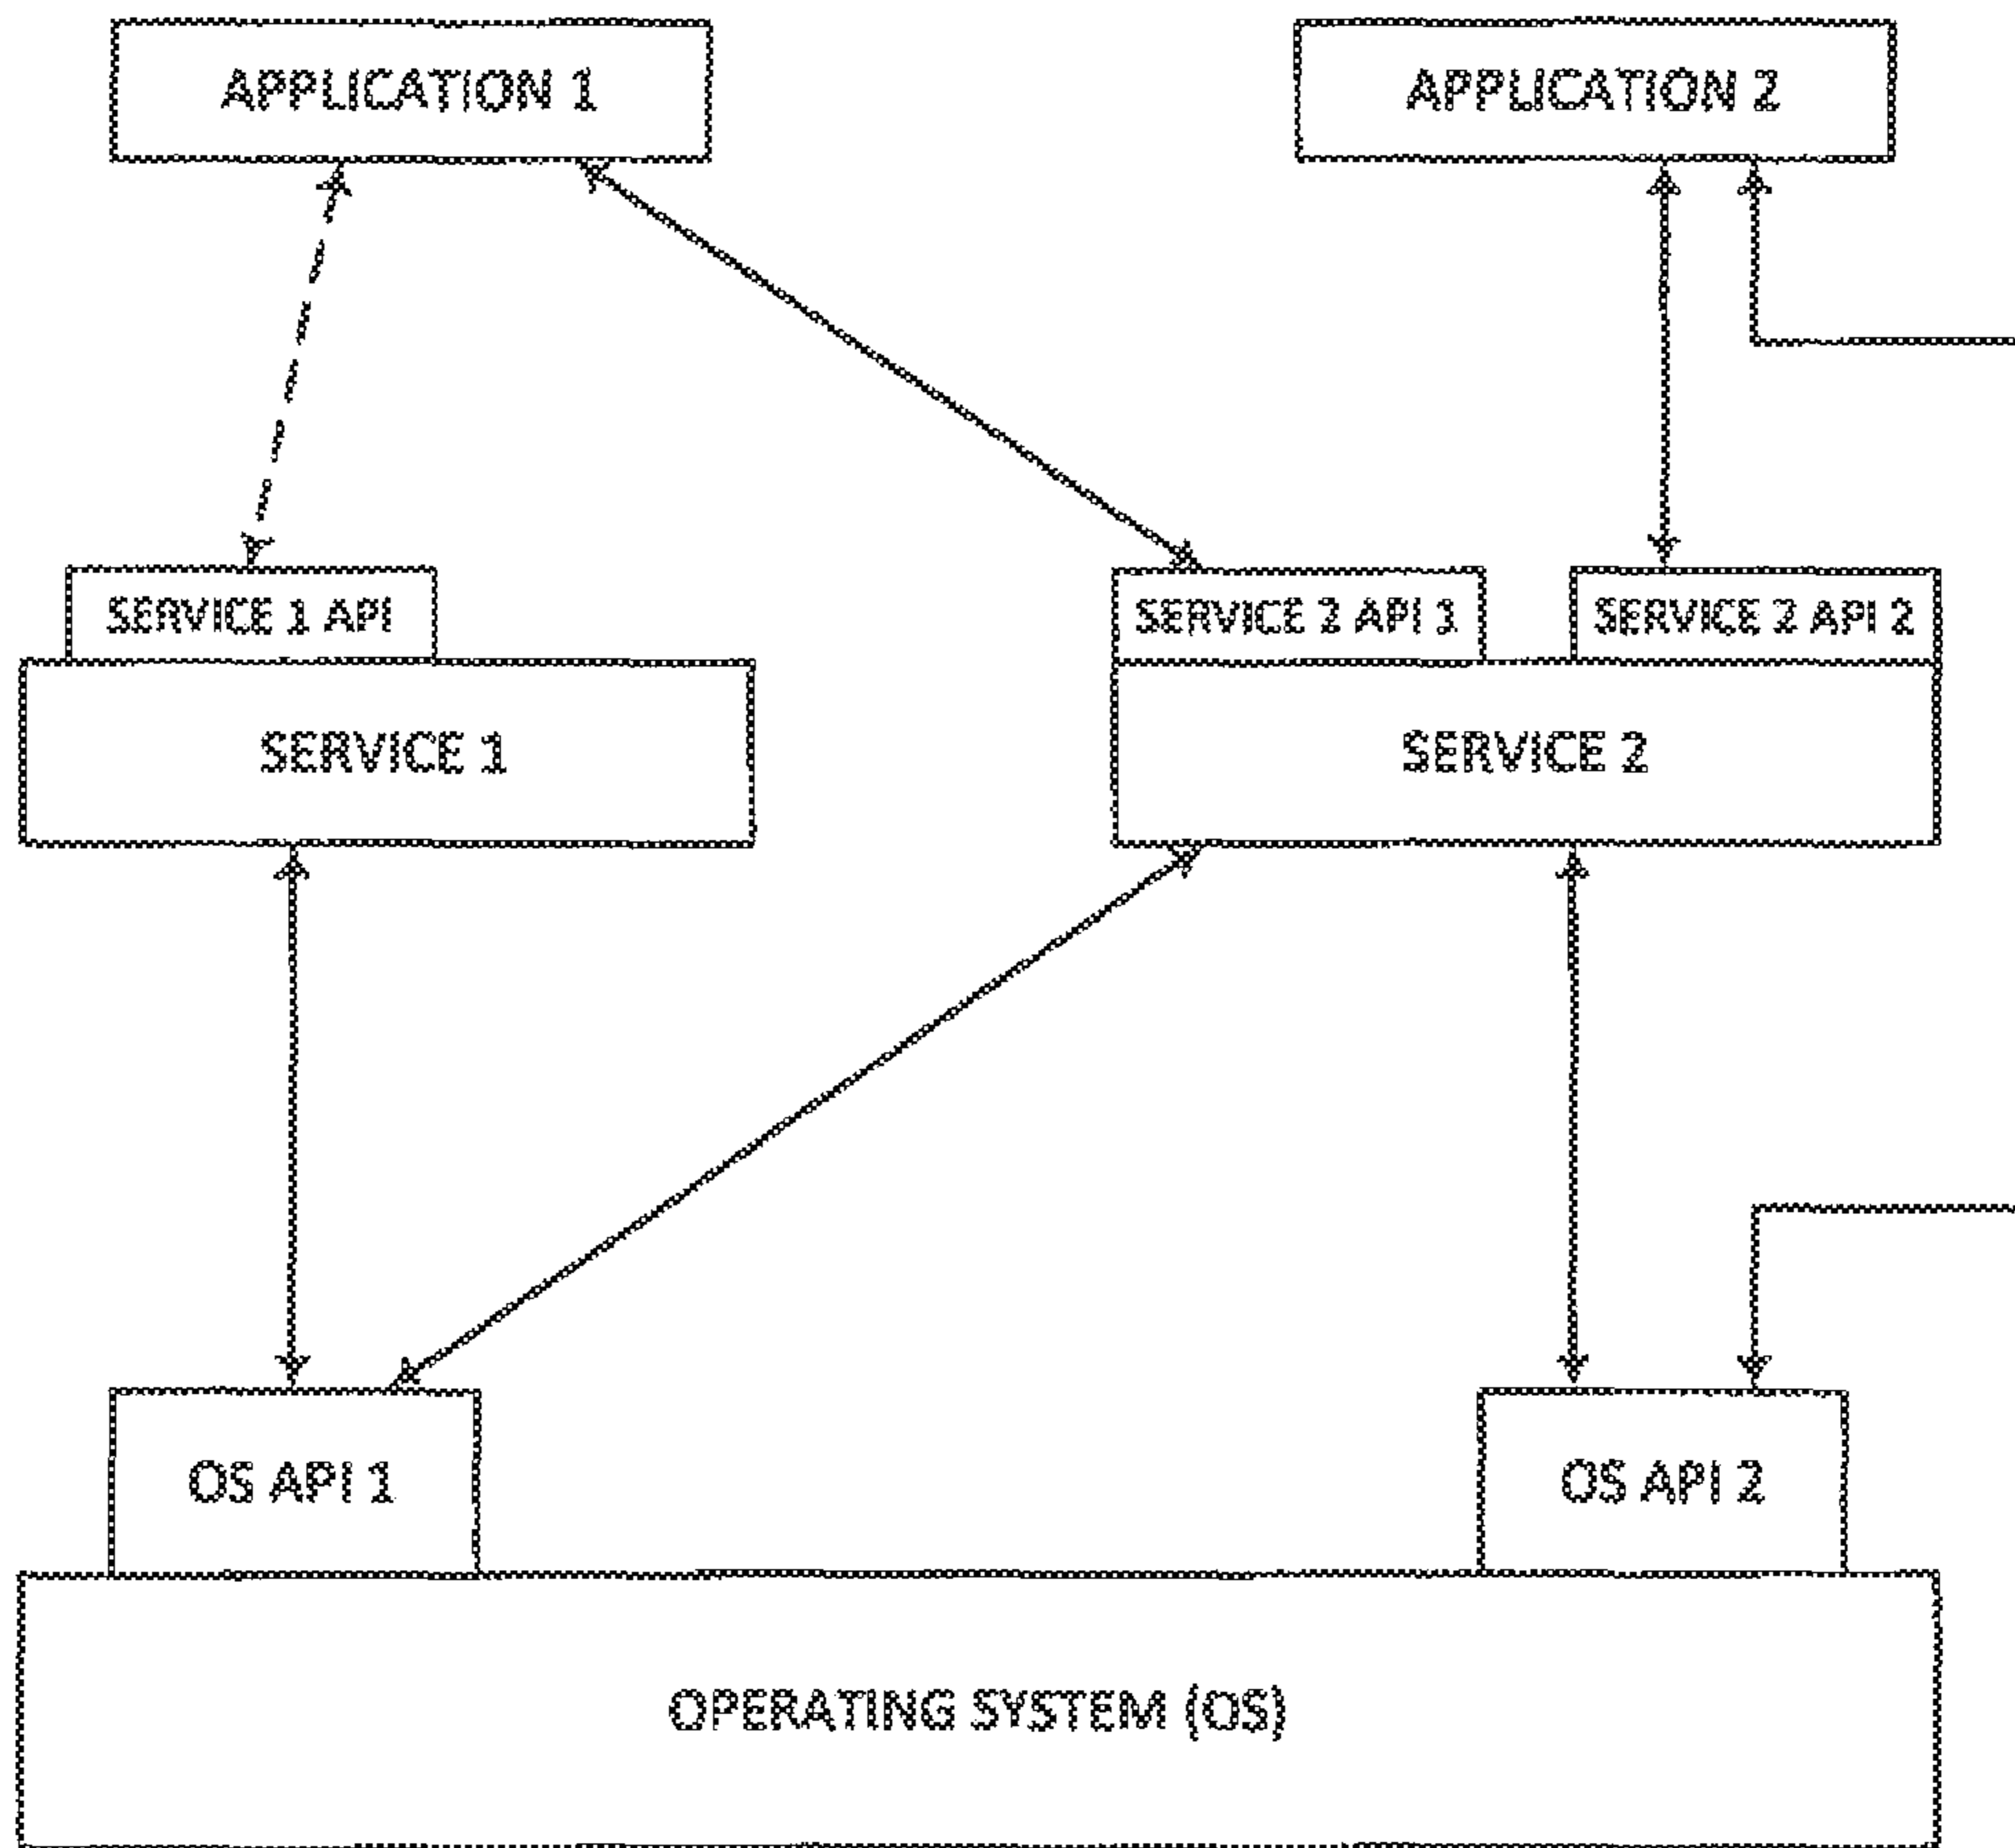 APPLICATION 1
APPLICATION 2
SERVICE 1 API
SERVICE 2 API 1
SERVICE 2 API 2
SERVICE 1
SERVICE 2
OS API 1
OS API 2
OPERATING SYSTEM (OS)